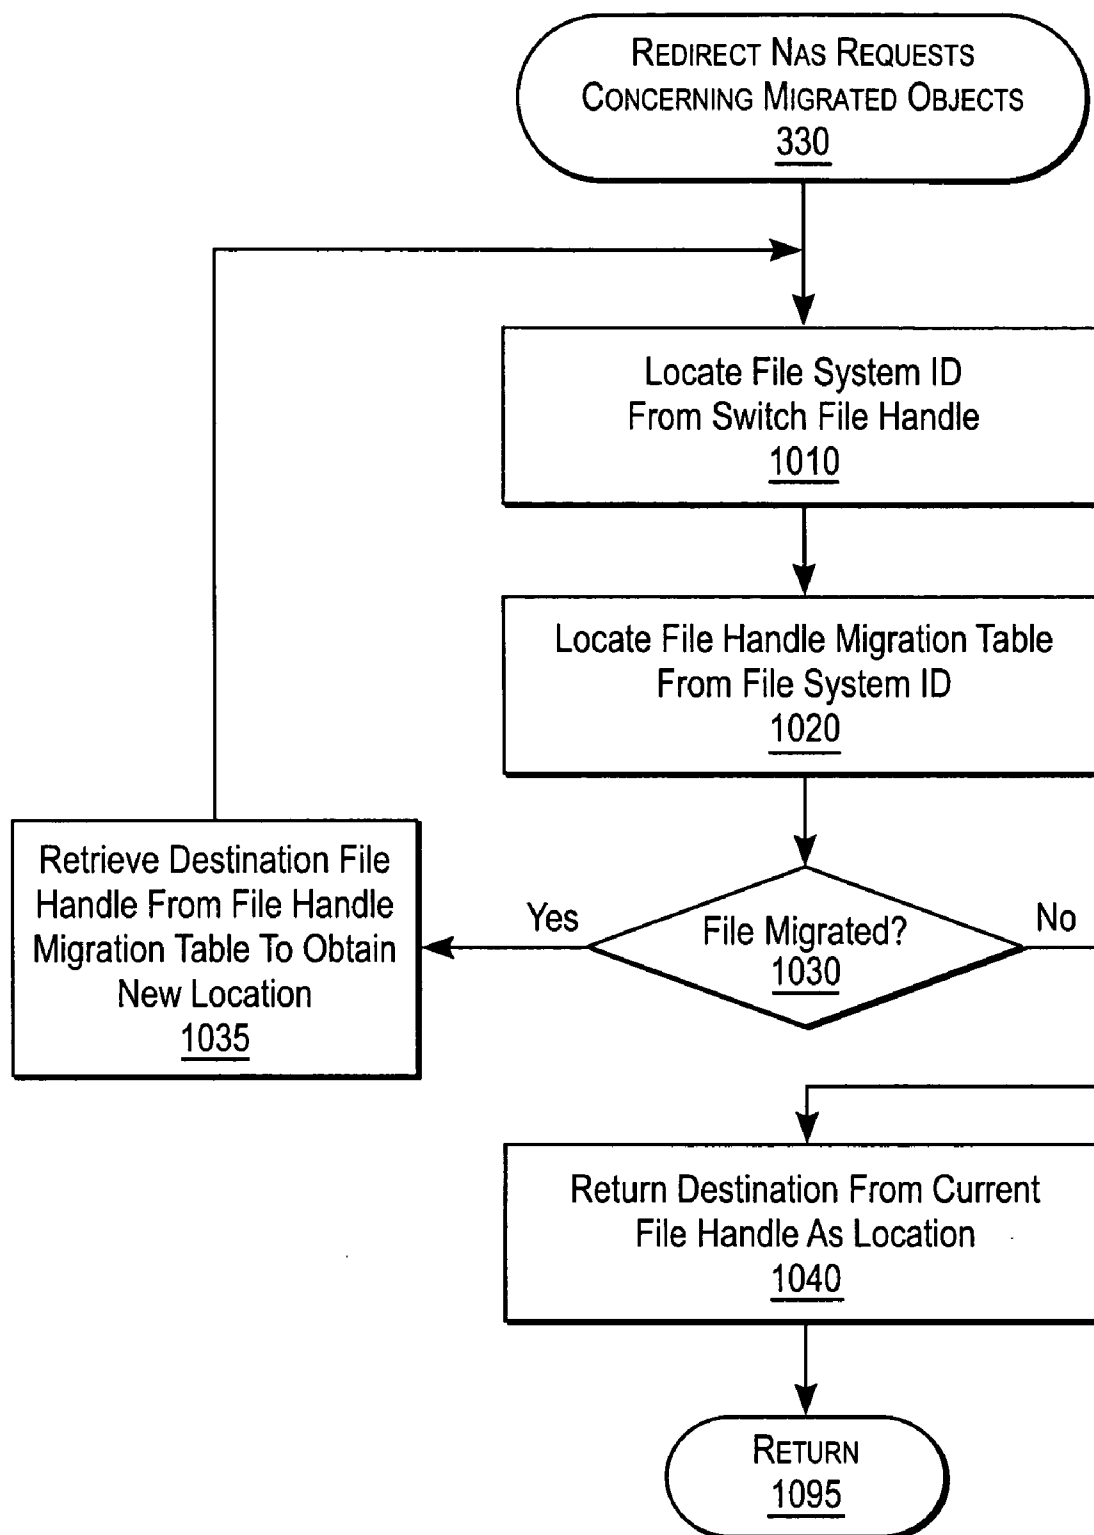 REDIRECT NAS REQUESTS
CONCERNING MIGRATED OBJECTS
330
Locate File System ID
From Switch File Handle
1010
Locate File Handle Migration Table
From File System ID
1020
Retrieve Destination File
Handle From File Handle
Migration Table To Obtain
New Location
1035
Yes
File Migrated?
1030
No
Return Destination From Current
File Handle As Location
1040
RETURN
1095